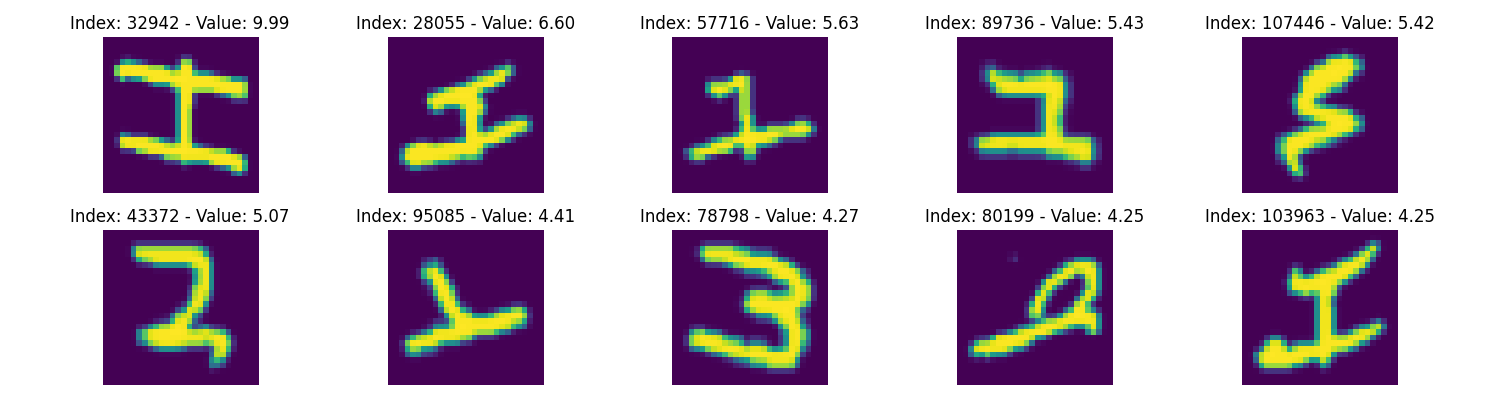 Index: 32942 - Value: 9.99 Index: 28055 - Value: 6.60 Index: 57716 - Value: 5.63 Index: 89736 - Value: 5.43 Index: 107446 - Value: 5.42
Index: 43372 - Value: 5.07 Index: 95085 - Value: 4.41 Index: 78798 - Value: 4.27 Index: 80199 - Value: 4.25 Index: 103963 - Value: 4.25